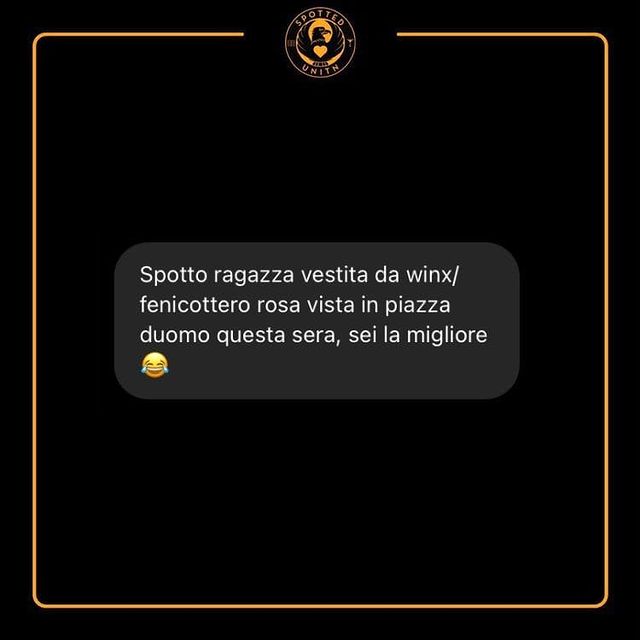 SPOTTED
UNITN
Spotto ragazza vestita da winx/
fenicottero rosa vista in piazza
duomo questa sera, sei la migliore
😂